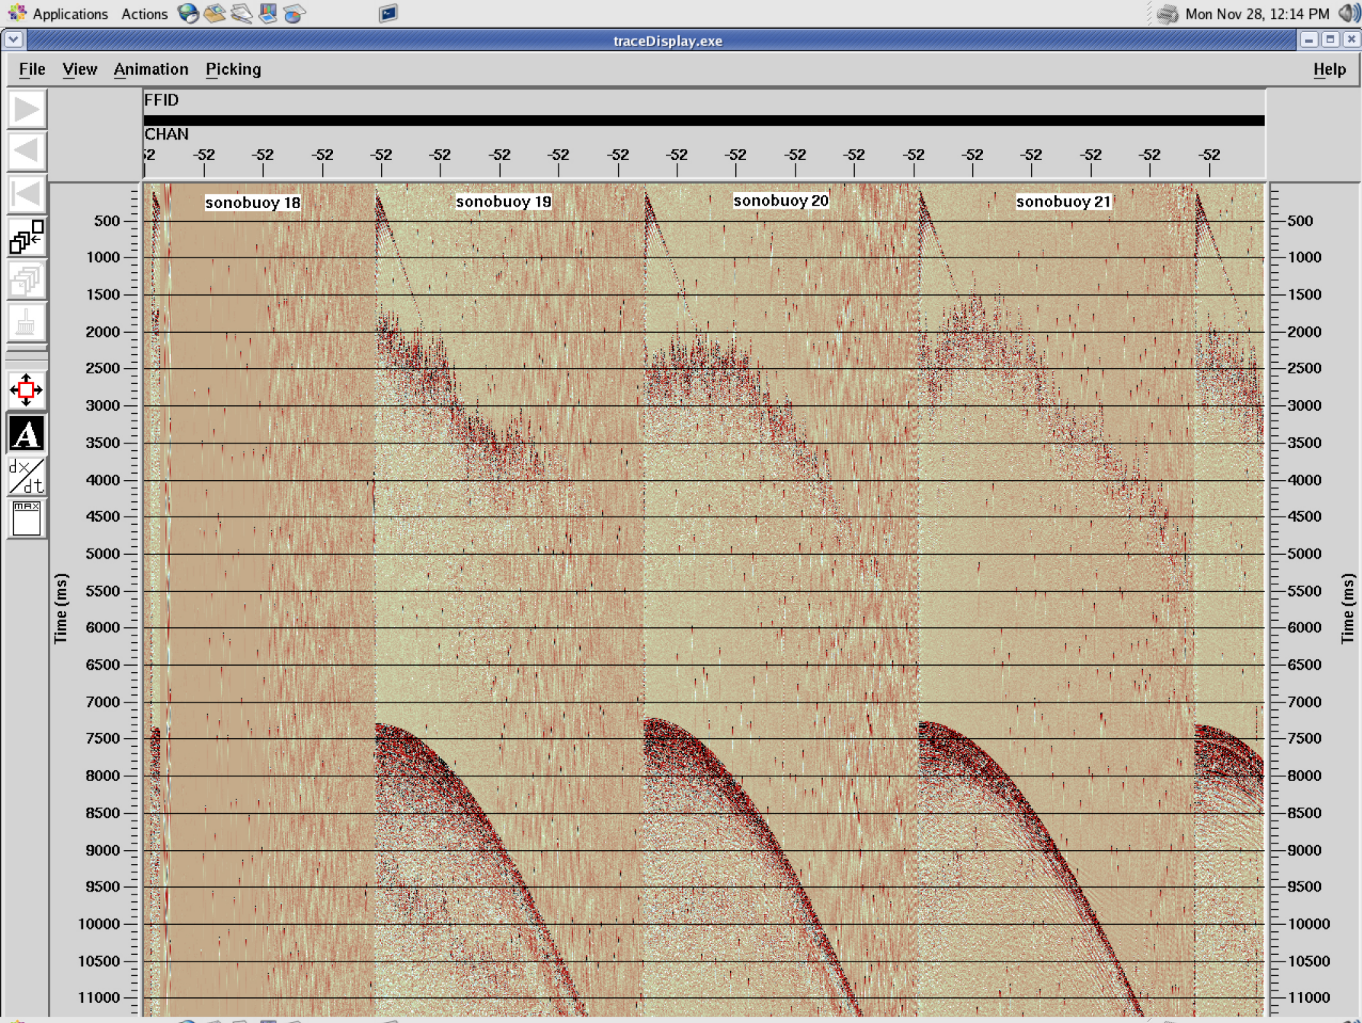 Applications Actions Mon Nov 28, 12:14 PM
traceDisplay.exe
File View Animation Picking Help
FFID
CHAN
52 -52 -52 -52 -52 -52 -52 -52 -52 -52 -52 -52 -52 -52 -52 -52 -52 -52 -52
sonobuoy 18 sonobuoy 19 sonobuoy 20 sonobuoy 21
500 500
1000 1000
1500 1500
2000 2000
2500 2500
3000 3000
3500 3500
A
4000 4000
dx/dt
4500 4500
max
5000 5000
5500 5500
Time (ms) Time (ms)
6000 6000
6500 6500
7000 7000
7500 7500
8000 8000
8500 8500
9000 9000
9500 9500
10000 10000
10500 10500
11000 11000